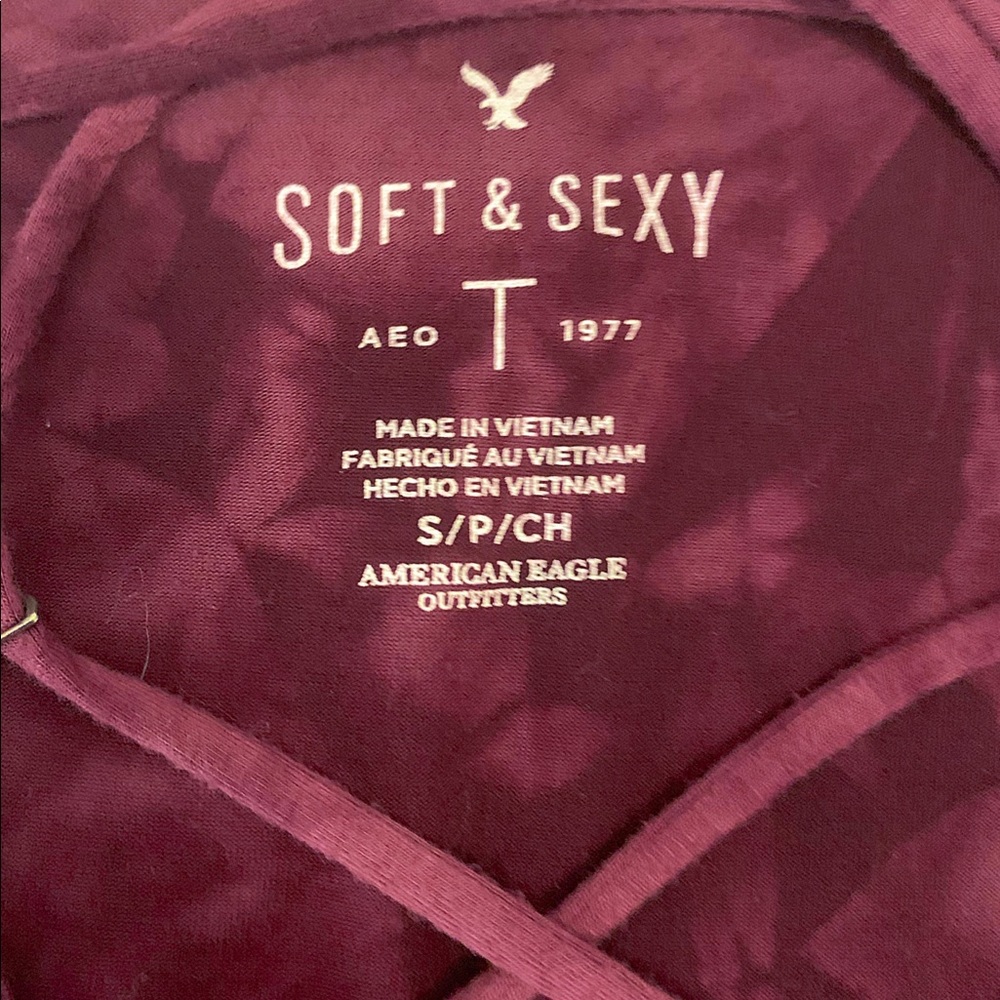 SOFT & SEXY
T
AEO 1977
MADE IN VIETNAM
FABRIQUÉ AU VIETNAM
HECHO EN VIETNAM
S/P/CH
AMERICAN EAGLE
OUTFITTERS